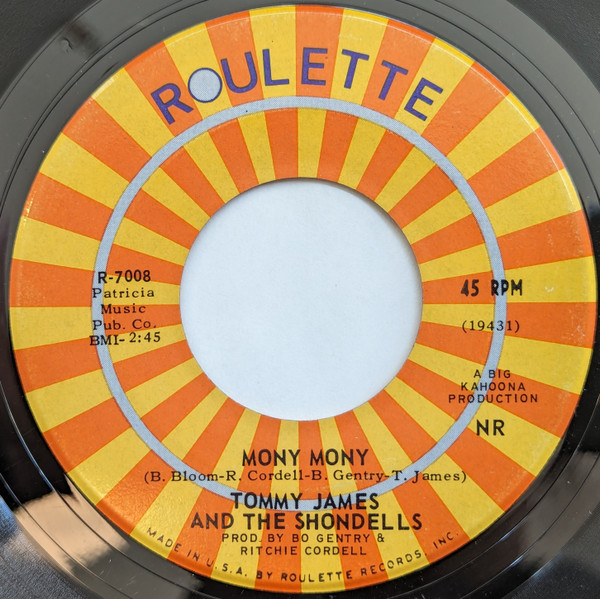 ROULETTE
R-7008
Patricia
Music
Pub. Co.
BMI-2:45
45 RPM
(19431)
A BIG
KAHOONA
PRODUCTION
NR
MONY MONY
(B. Bloom-R. Cordell-B. Gentry-T. James)
TOMMY JAMES
AND THE SHONDELLS
PROD. BY BO GENTRY &
RITCHIE CORDELL
MADE IN U.S.A. BY ROULETTE RECORDS, INC.